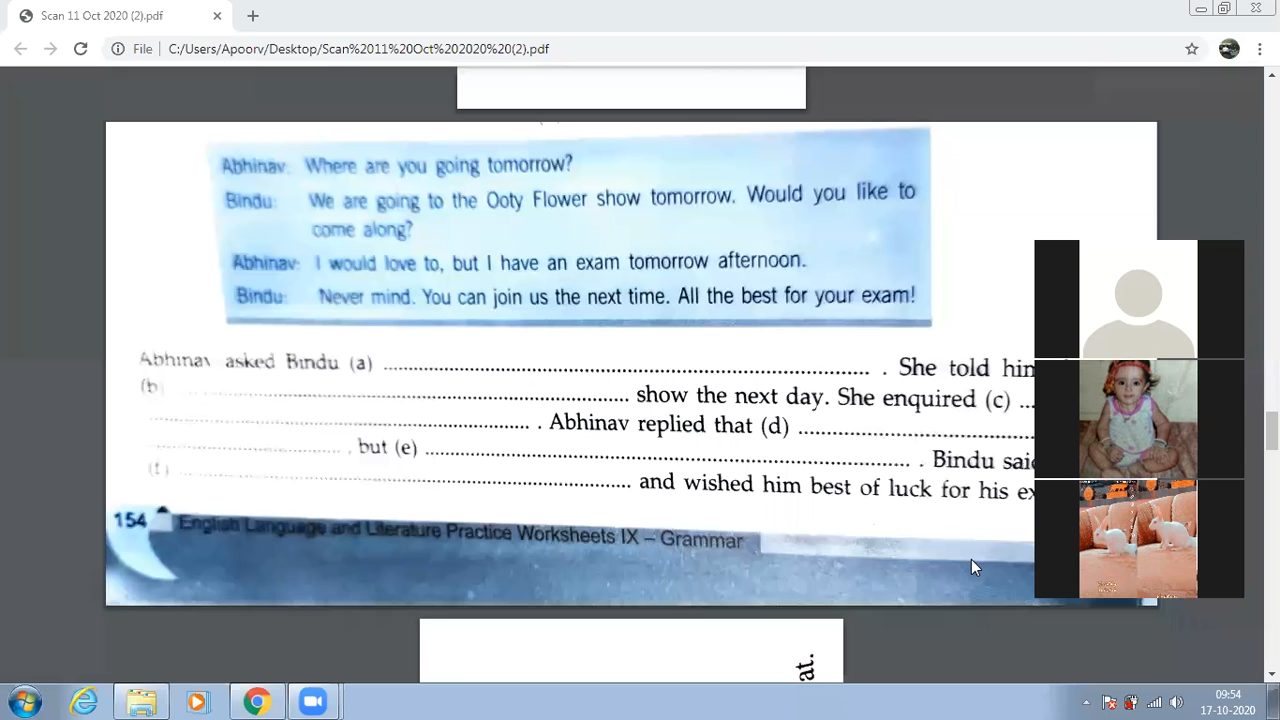 Scan 11 Oct 2020 (2).pdf
File C:/Users/Apoorv/Desktop/Scan%2011%20Oct%202020%20(2).pdf
Abhinav: Where are you going tomorrow?
Bindu: We are going to the Ooty Flower show tomorrow. Would you like to
come along?
Abhinav: I would love to, but I have an exam tomorrow afternoon.
Bindu: Never mind. You can join us the next time. All the best for your exam!
Abhinav asked Bindu (a) .......... . She told him
(b) .......... show the next day. She enquired (c) ...
.......... . Abhinav replied that (d) ..........
.......... , but (e) .......... . Bindu said
(f) .......... and wished him best of luck for his ex
154 English Language and Literature Practice Worksheets IX – Grammar
at.
09:54
17-10-2020